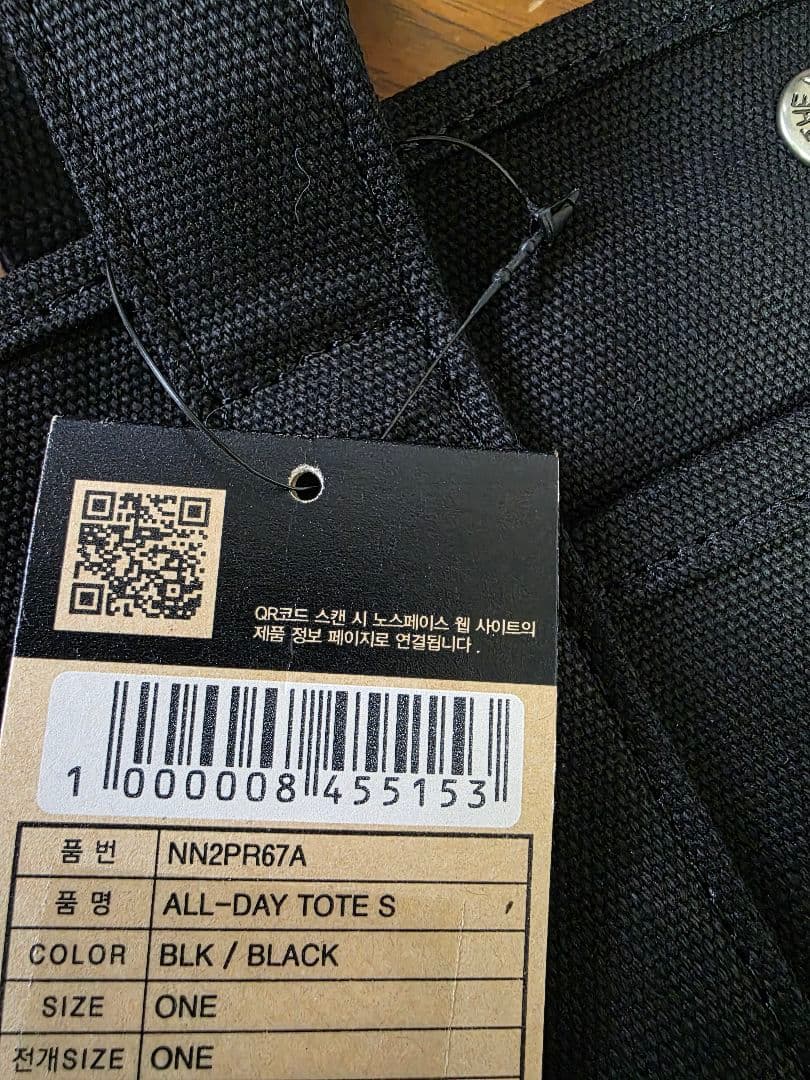 QR코드 스캔 시 노스페이스 웹 사이트의
제품 정보 페이지로 연결됩니다.
1 000008 455153
품 번 NN2PR67A
품 명 ALL-DAY TOTE S
COLOR BLK / BLACK
SIZE ONE
전개SIZE ONE